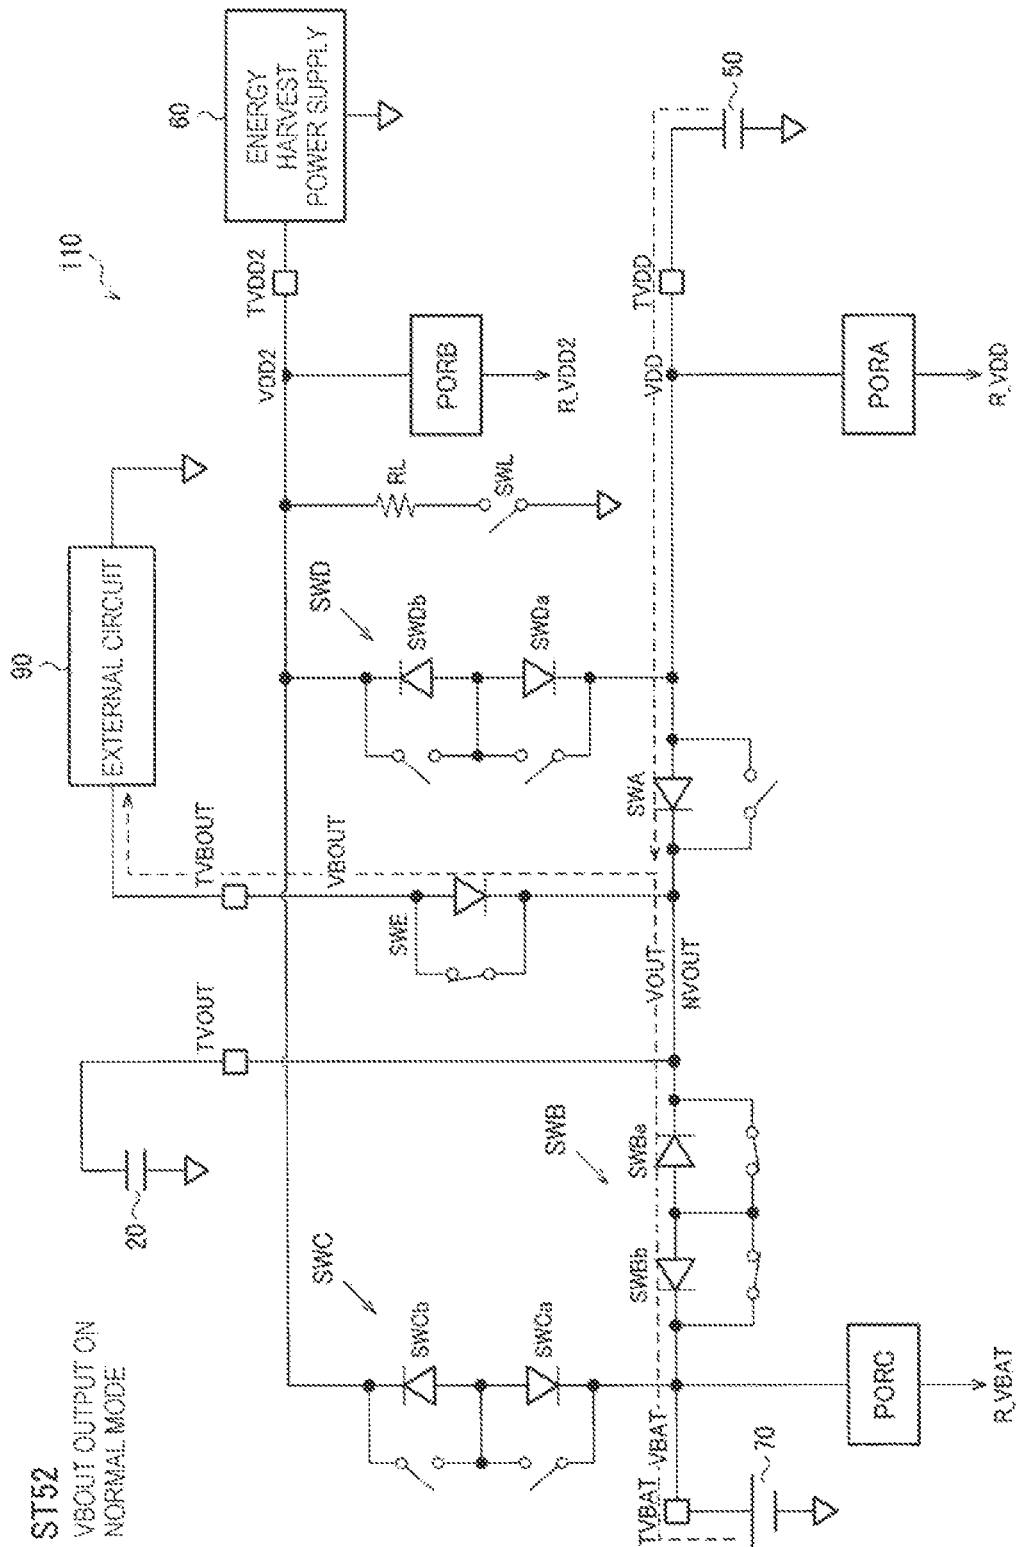 ST52
VBOUT OUTPUT ON
NORMAL MODE
110
20
TVOUT
90
EXTERNAL CIRCUIT
TVBOUT
VBOUT
60
ENERGY
HARVEST
POWER SUPPLY
TVDD2
VDD2
PORB
R_VDD2
RL
SWL
SWD
SWDb
SWDa
SWC
SWCb
SWCa
SWE
SWB
SWBb
SWBa
VOUT
NVOUT
SWA
VDD
TVDD
50
PORA
R_VDD
TVBAT
VBAT
70
PORC
R_VBAT